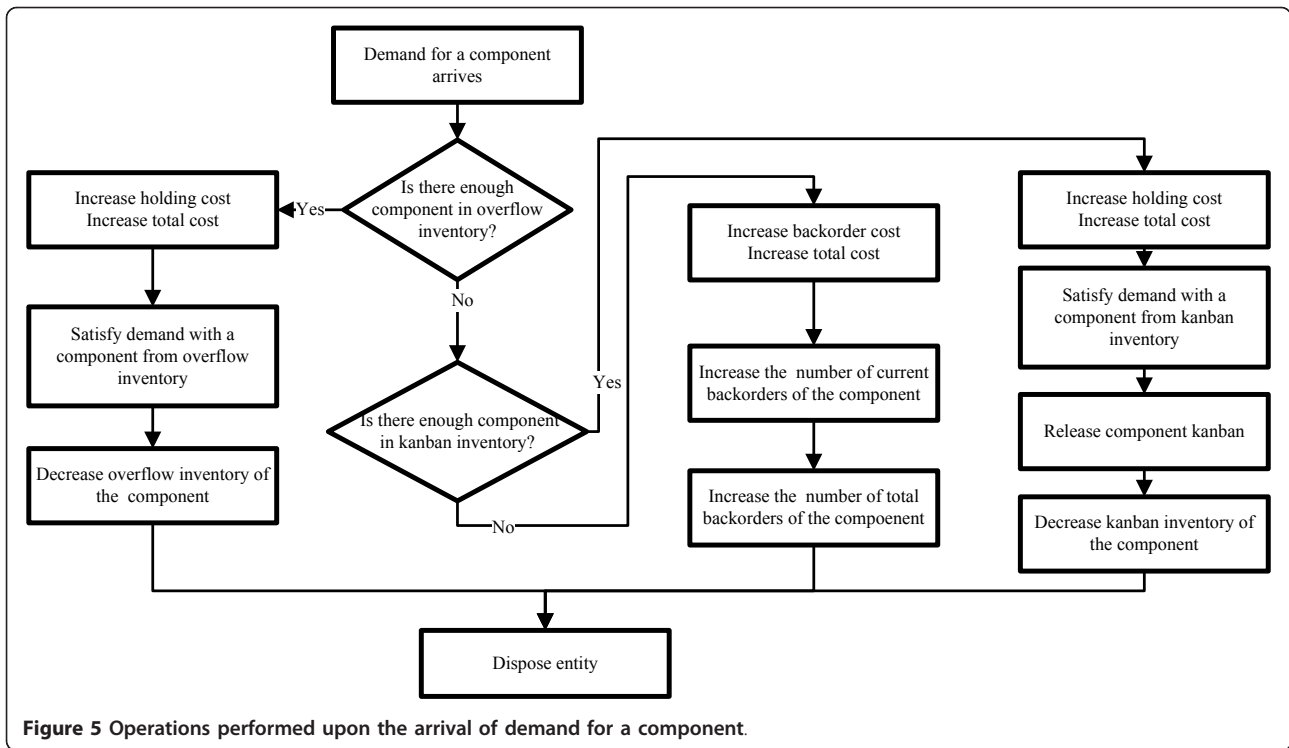 Demand for a component
arrives
Is there enough
component in overflow
inventory?
Yes
No
Increase holding cost
Increase total cost
Satisfy demand with a
component from overflow
inventory
Decrease overflow inventory of
the component
Is there enough component
in kanban inventory?
Yes
No
Increase backorder cost
Increase total cost
Increase the number of current
backorders of the component
Increase the number of total
backorders of the compoenent
Increase holding cost
Increase total cost
Satisfy demand with a
component from kanban
inventory
Release component kanban
Decrease kanban inventory of
the component
Dispose entity
Figure 5 Operations performed upon the arrival of demand for a component.